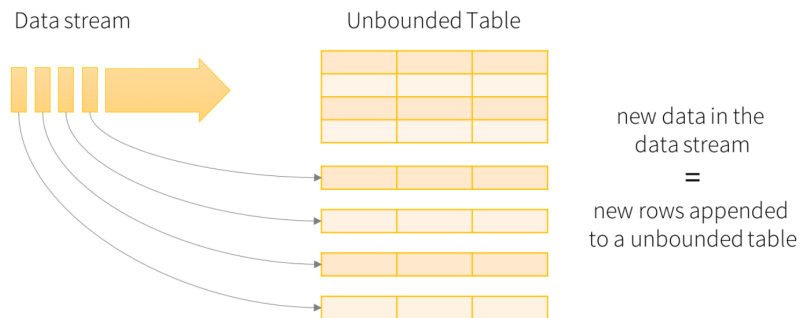 Data stream
Unbounded Table
new data in the
data stream
=
new rows appended
to a unbounded table